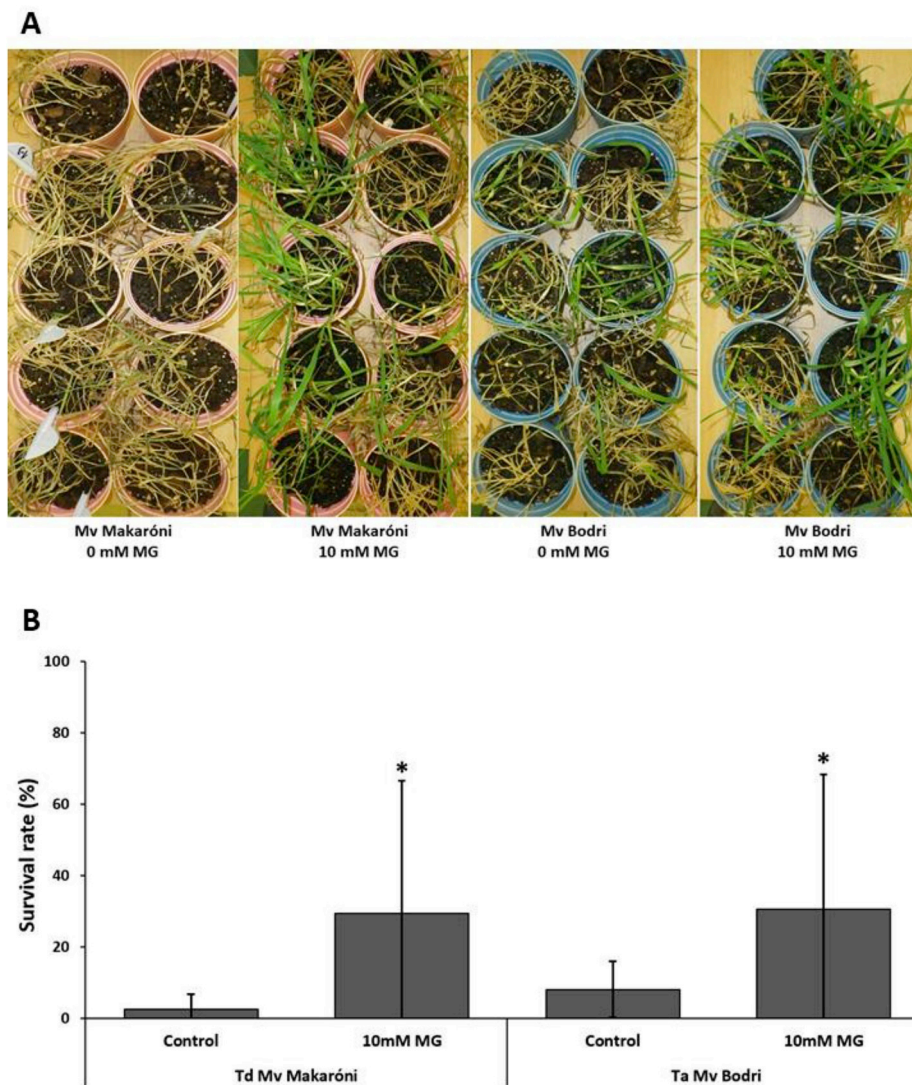 A
Mv Makaróni
0 mM MG
Mv Makaróni
10 mM MG
Mv Bodri
0 mM MG
Mv Bodri
10 mM MG
B
Survival rate (%)
100
80
60
40
20
0
*
*
Control
10mM MG
Control
10mM MG
Td Mv Makaróni
Ta Mv Bodri